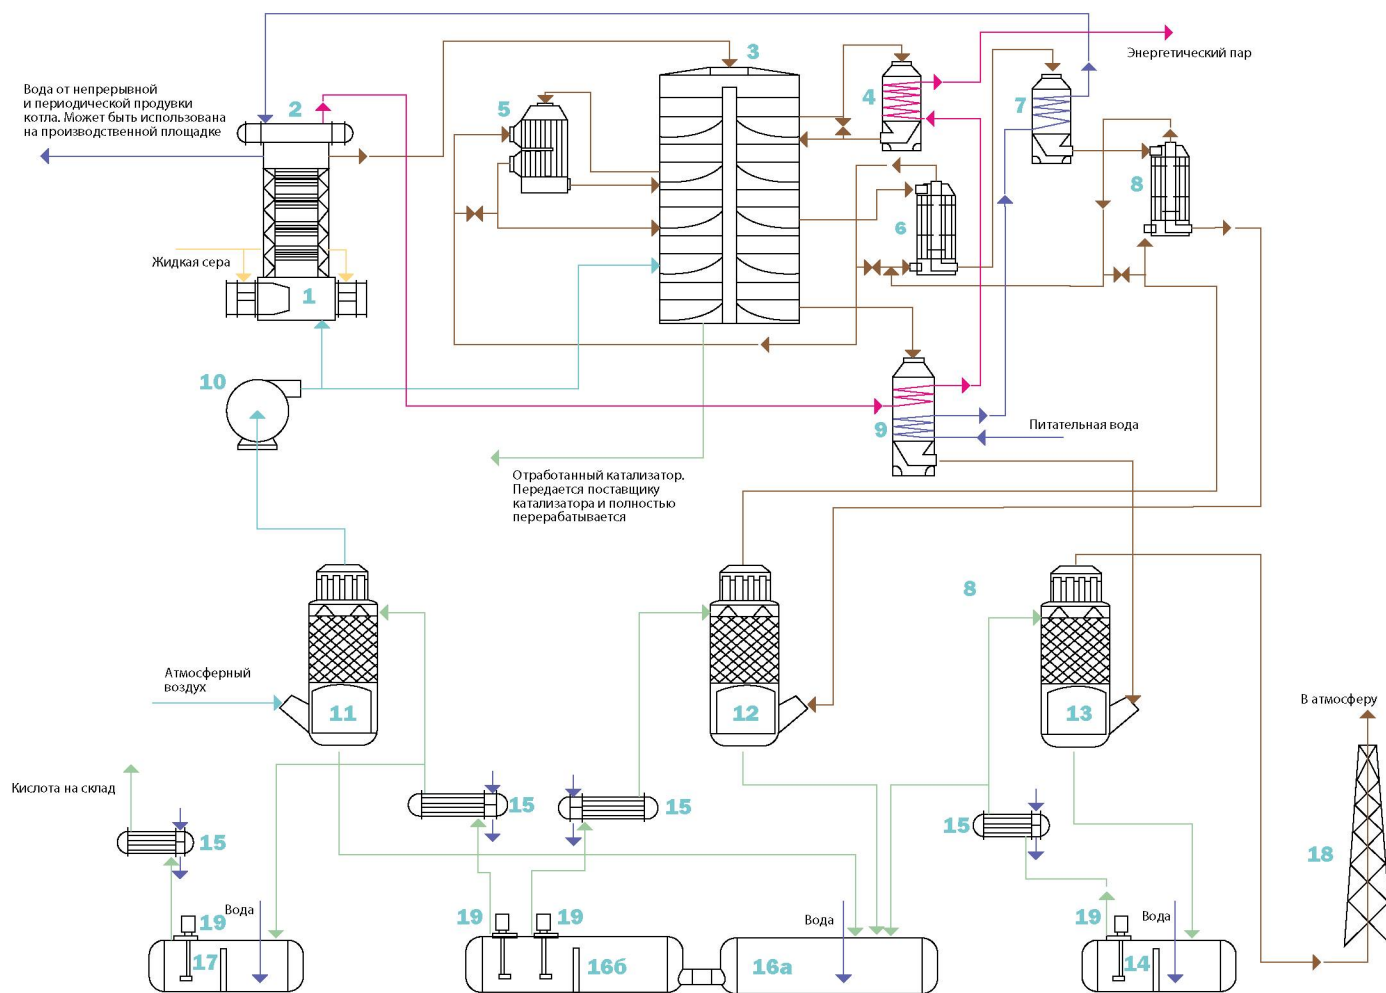 3
Энергетический пар
Вода от непрерывной
и периодической продувки
котла. Может быть использована
на производственной площадке
2
5
4
7
8
6
Жидкая сера
1
10
9
Питательная вода
Отработанный катализатор.
Передается поставщику
катализатора и полностью
перерабатывается
8
Атмосферный
воздух
11
12
13
В атмосферу
Кислота на склад
15
15
15
15
18
19
Вода
19
19
Вода
19
Вода
17
16б
16а
14